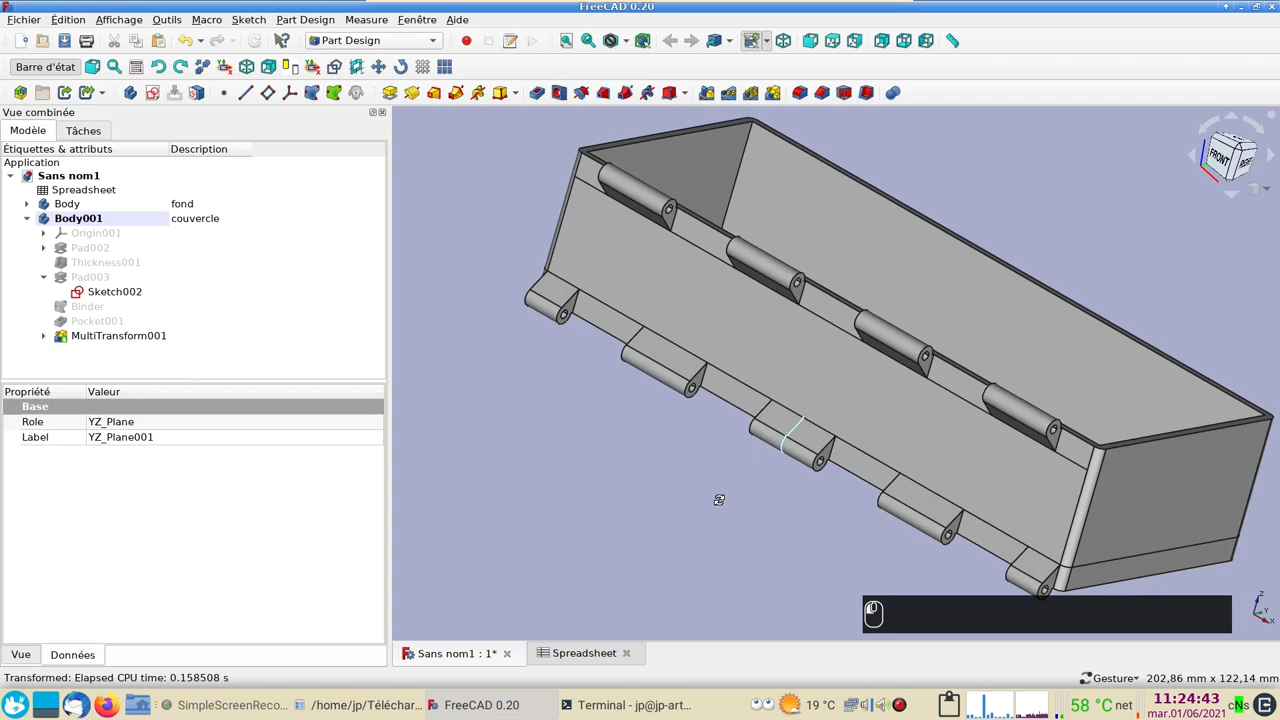 FreeCAD 0.20
Fichier Édition Affichage Outils Macro Sketch Part Design Measure Fenêtre Aide
Part Design
Barre d'état
Vue combinée
Modèle Tâches
Étiquettes & attributs Description
Application
Sans nom1
Spreadsheet
Body fond
Body001 couvercle
Origin001
Pad002
Thickness001
Pad003
Sketch002
Binder
Pocket001
MultiTransform001
Propriété Valeur
Base
Role YZ_Plane
Label YZ_Plane001
FRONT
Vue Données
Sans nom1 : 1* Spreadsheet
Transformed: Elapsed CPU time: 0.158508 s
Gesture 202,86 mm x 122,14 mm
SimpleScreenReco... /home/jp/Téléchar... FreeCAD 0.20 Terminal - jp@jp-art...
19 °C 58 °C net 11:24:43
mar.01/06/2021